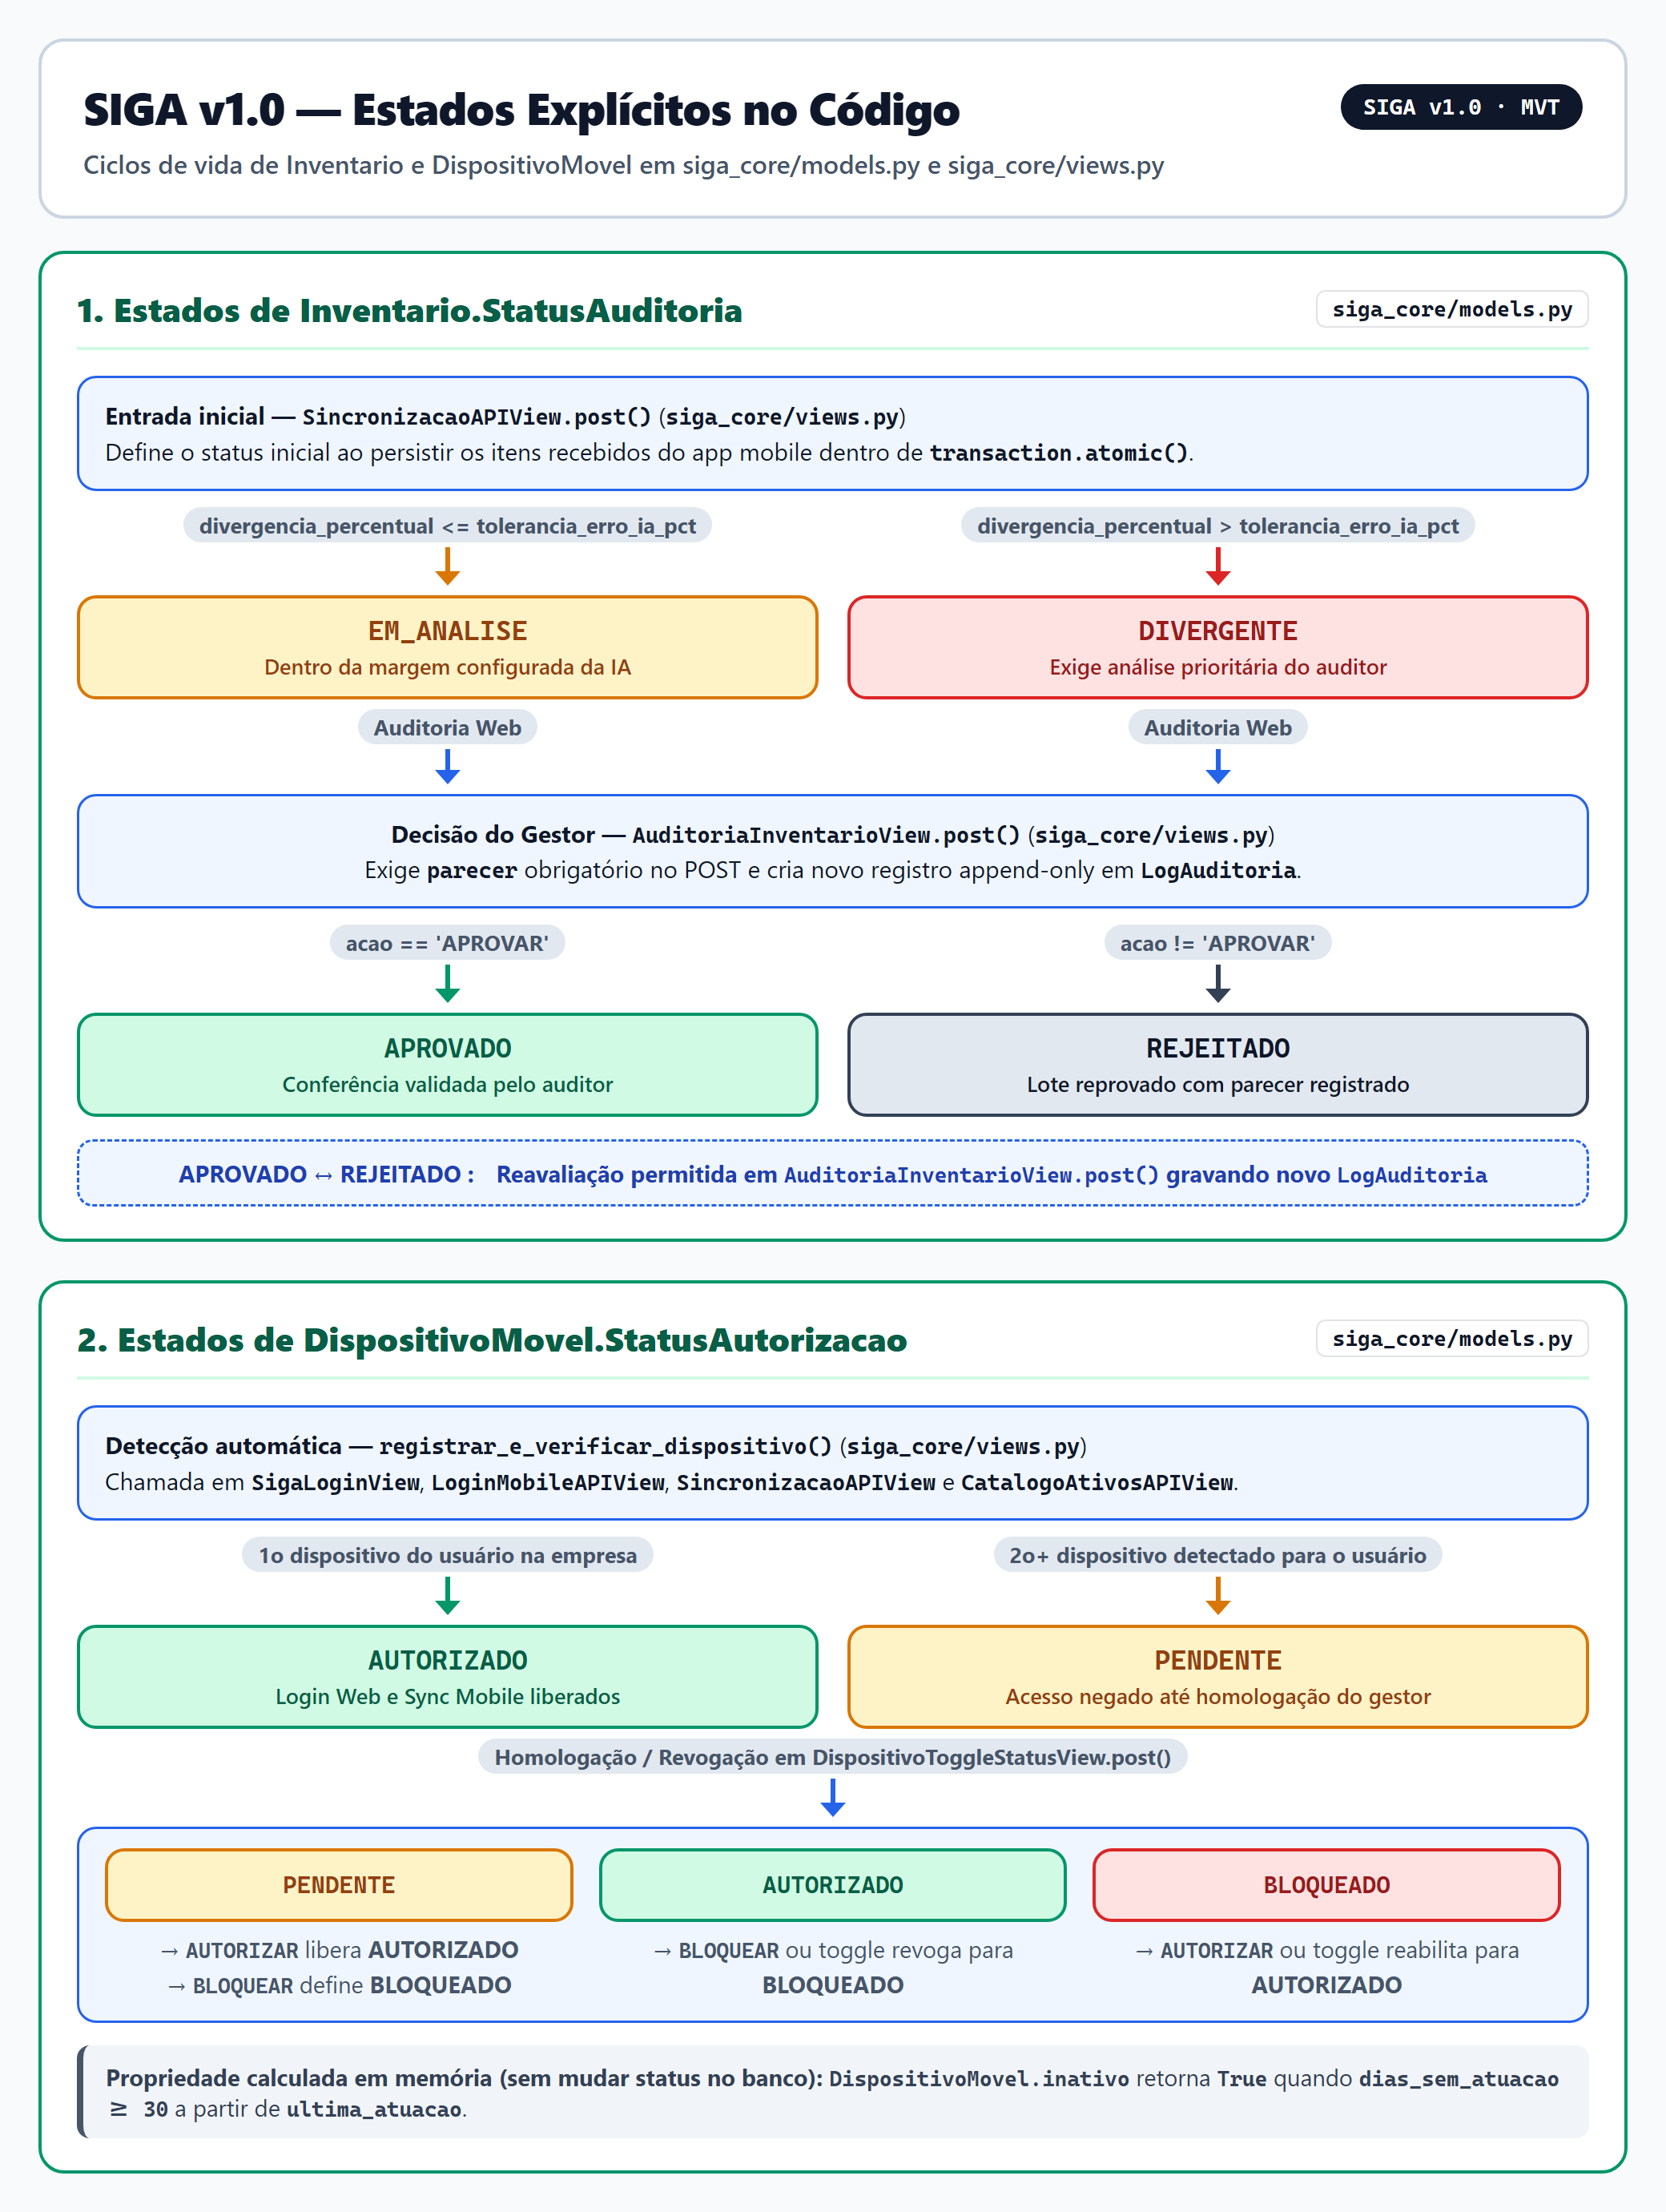 SIGA v1.0 — Estados Explícitos no Código
SIGA v1.0 · MVT
Ciclos de vida de Inventario e DispositivoMovel em siga_core/models.py e siga_core/views.py
1. Estados de Inventario.StatusAuditoria
siga_core/models.py
Entrada inicial — SincronizacaoAPIView.post() (siga_core/views.py)
Define o status inicial ao persistir os itens recebidos do app mobile dentro de transaction.atomic().
divergencia_percentual <= tolerancia_erro_ia_pct
divergencia_percentual > tolerancia_erro_ia_pct
EM_ANALISE
Dentro da margem configurada da IA
DIVERGENTE
Exige análise prioritária do auditor
Auditoria Web
Auditoria Web
Decisão do Gestor — AuditoriaInventarioView.post() (siga_core/views.py)
Exige parecer obrigatório no POST e cria novo registro append-only em LogAuditoria.
acao == 'APROVAR'
acao != 'APROVAR'
APROVADO
Conferência validada pelo auditor
REJEITADO
Lote reprovado com parecer registrado
APROVADO ↔ REJEITADO : Reavaliação permitida em AuditoriaInventarioView.post() gravando novo LogAuditoria
2. Estados de DispositivoMovel.StatusAutorizacao
siga_core/models.py
Detecção automática — registrar_e_verificar_dispositivo() (siga_core/views.py)
Chamada em SigaLoginView, LoginMobileAPIView, SincronizacaoAPIView e CatalogoAtivosAPIView.
1o dispositivo do usuário na empresa
2o+ dispositivo detectado para o usuário
AUTORIZADO
Login Web e Sync Mobile liberados
PENDENTE
Acesso negado até homologação do gestor
Homologação / Revogação em DispositivoToggleStatusView.post()
PENDENTE
→ AUTORIZAR libera AUTORIZADO
→ BLOQUEAR define BLOQUEADO
AUTORIZADO
→ BLOQUEAR ou toggle revoga para
BLOQUEADO
BLOQUEADO
→ AUTORIZAR ou toggle reabilita para
AUTORIZADO
Propriedade calculada em memória (sem mudar status no banco): DispositivoMovel.inativo retorna True quando dias_sem_atuacao
≥ 30 a partir de ultima_atuacao.